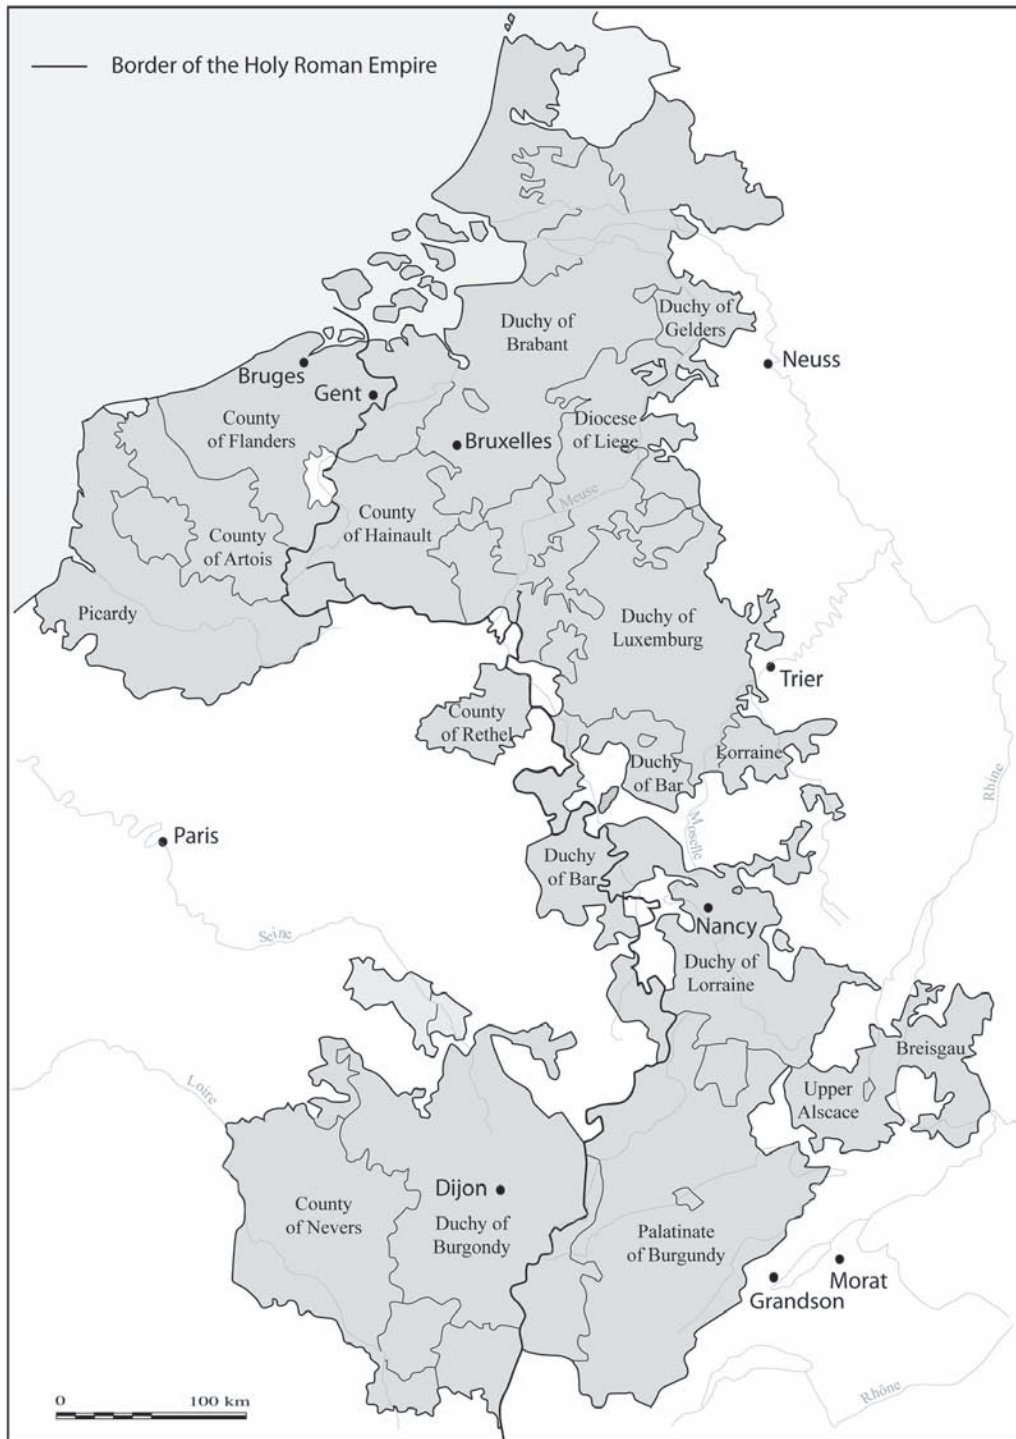 Border of the Holy Roman Empire
Duchy of
Gelders
Duchy of
Brabant
Neuss
Bruges
Gent
County
of Flanders
Diocese
of Liege
Bruxelles
Meuse
County
of Hainault
County
of Artois
Picardy
Duchy of
Luxemburg
Trier
County
of Rethel
Lorraine
Duchy
of Bar
Rhine
Moselle
Paris
Duchy
of Bar
Nancy
Seine
Duchy of
Lorraine
Breisgau
Loire
Upper
Alscace
Dijon
County
of Nevers
Duchy of
Burgondy
Palatinate
of Burgundy
Morat
Grandson
Rhône
0 100 km